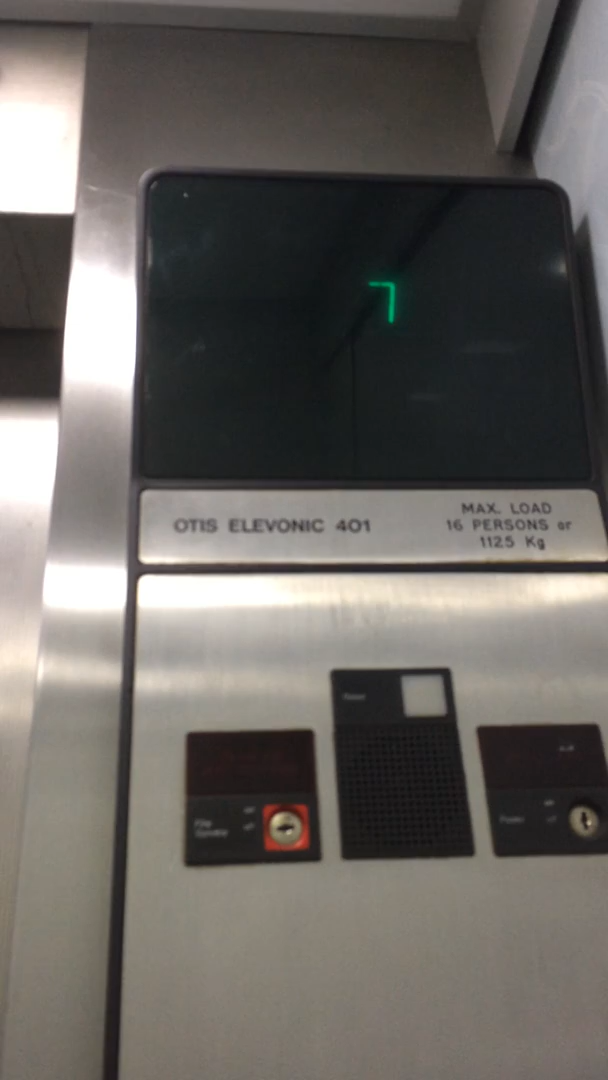 7
OTIS ELEVONIC 401
MAX. LOAD
16 PERSONS or
1125 Kg